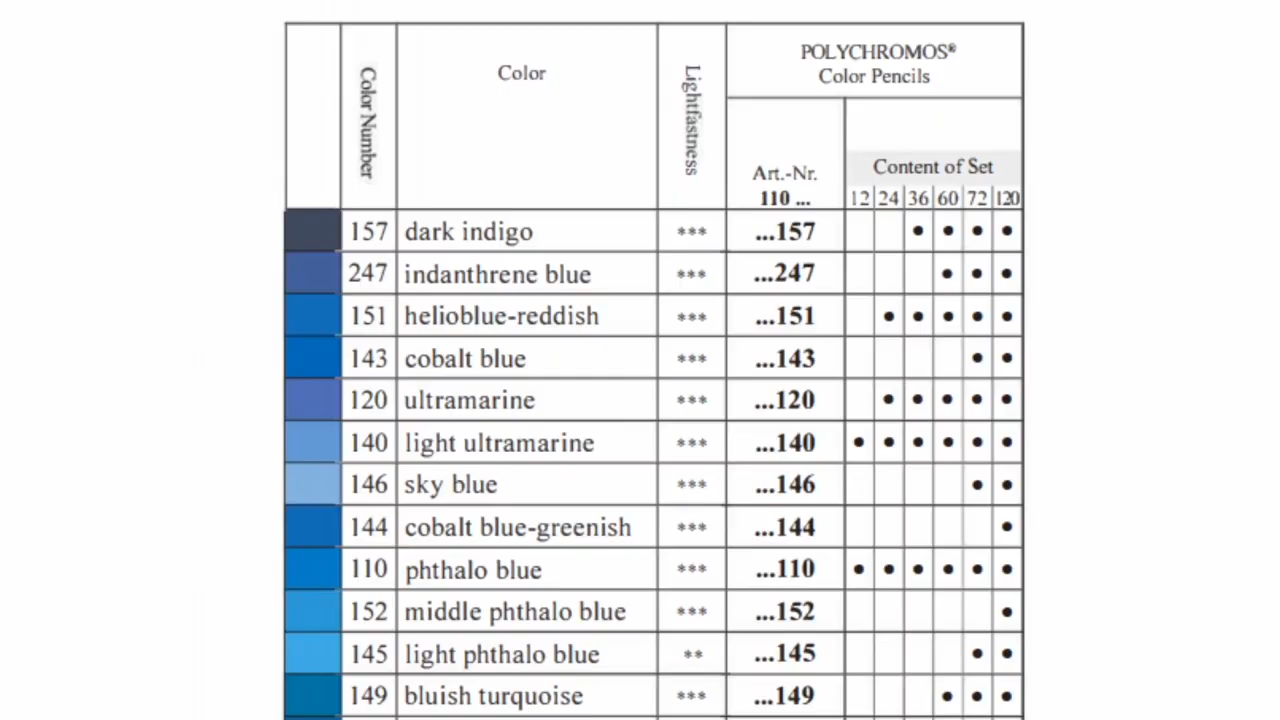 Color Number
Color
Lightfastness
POLYCHROMOS®
Color Pencils
Art.-Nr.
110 ...
Content of Set
12 24 36 60 72 120
157 dark indigo *** ...157 • • • •
247 indanthrene blue *** ...247 • • •
151 helioblue-reddish *** ...151 • • • • •
143 cobalt blue *** ...143 • •
120 ultramarine *** ...120 • • • • •
140 light ultramarine *** ...140 • • • • • •
146 sky blue *** ...146 • •
144 cobalt blue-greenish *** ...144 •
110 phthalo blue *** ...110 • • • • • •
152 middle phthalo blue *** ...152 •
145 light phthalo blue ** ...145 • •
149 bluish turquoise *** ...149 • • •